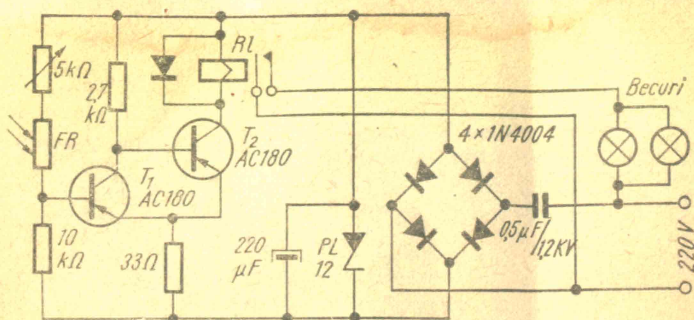 5kΩ
FR
10
kΩ
2,7
kΩ
T1
AC180
T2
AC180
Rl
33Ω
220
μF
PL
12
4×1N4004
0,5μF/1,2KV
Becuri
220V